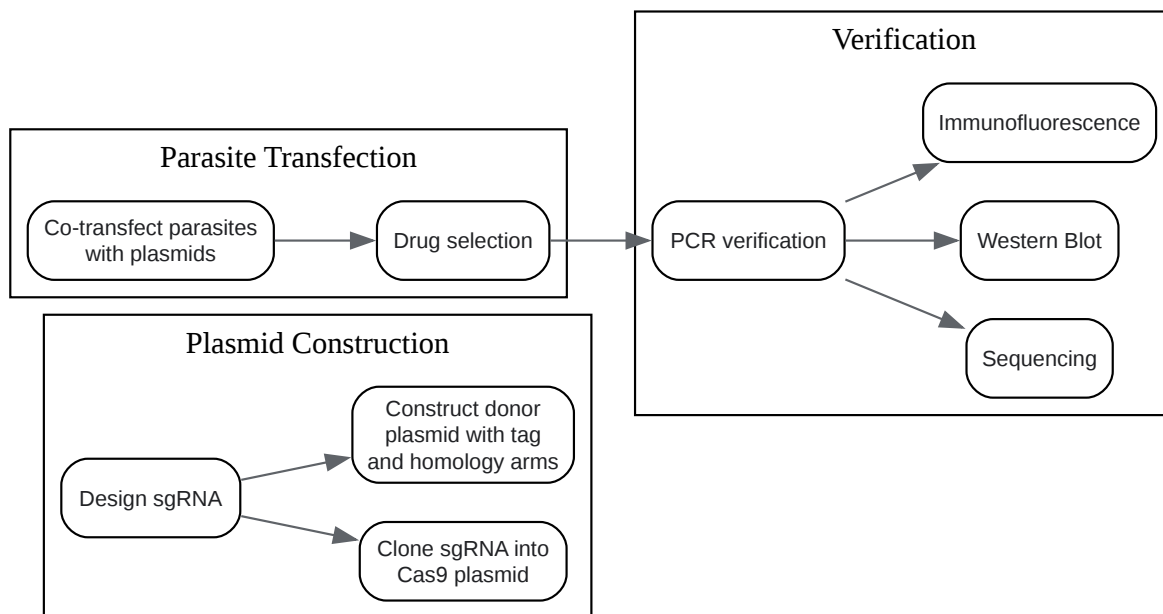 Parasite Transfection
Co-transfect parasites
with plasmids
Drug selection
Verification
PCR verification
Immunofluorescence
Western Blot
Sequencing
Plasmid Construction
Design sgRNA
Construct donor
plasmid with tag
and homology arms
Clone sgRNA into
Cas9 plasmid